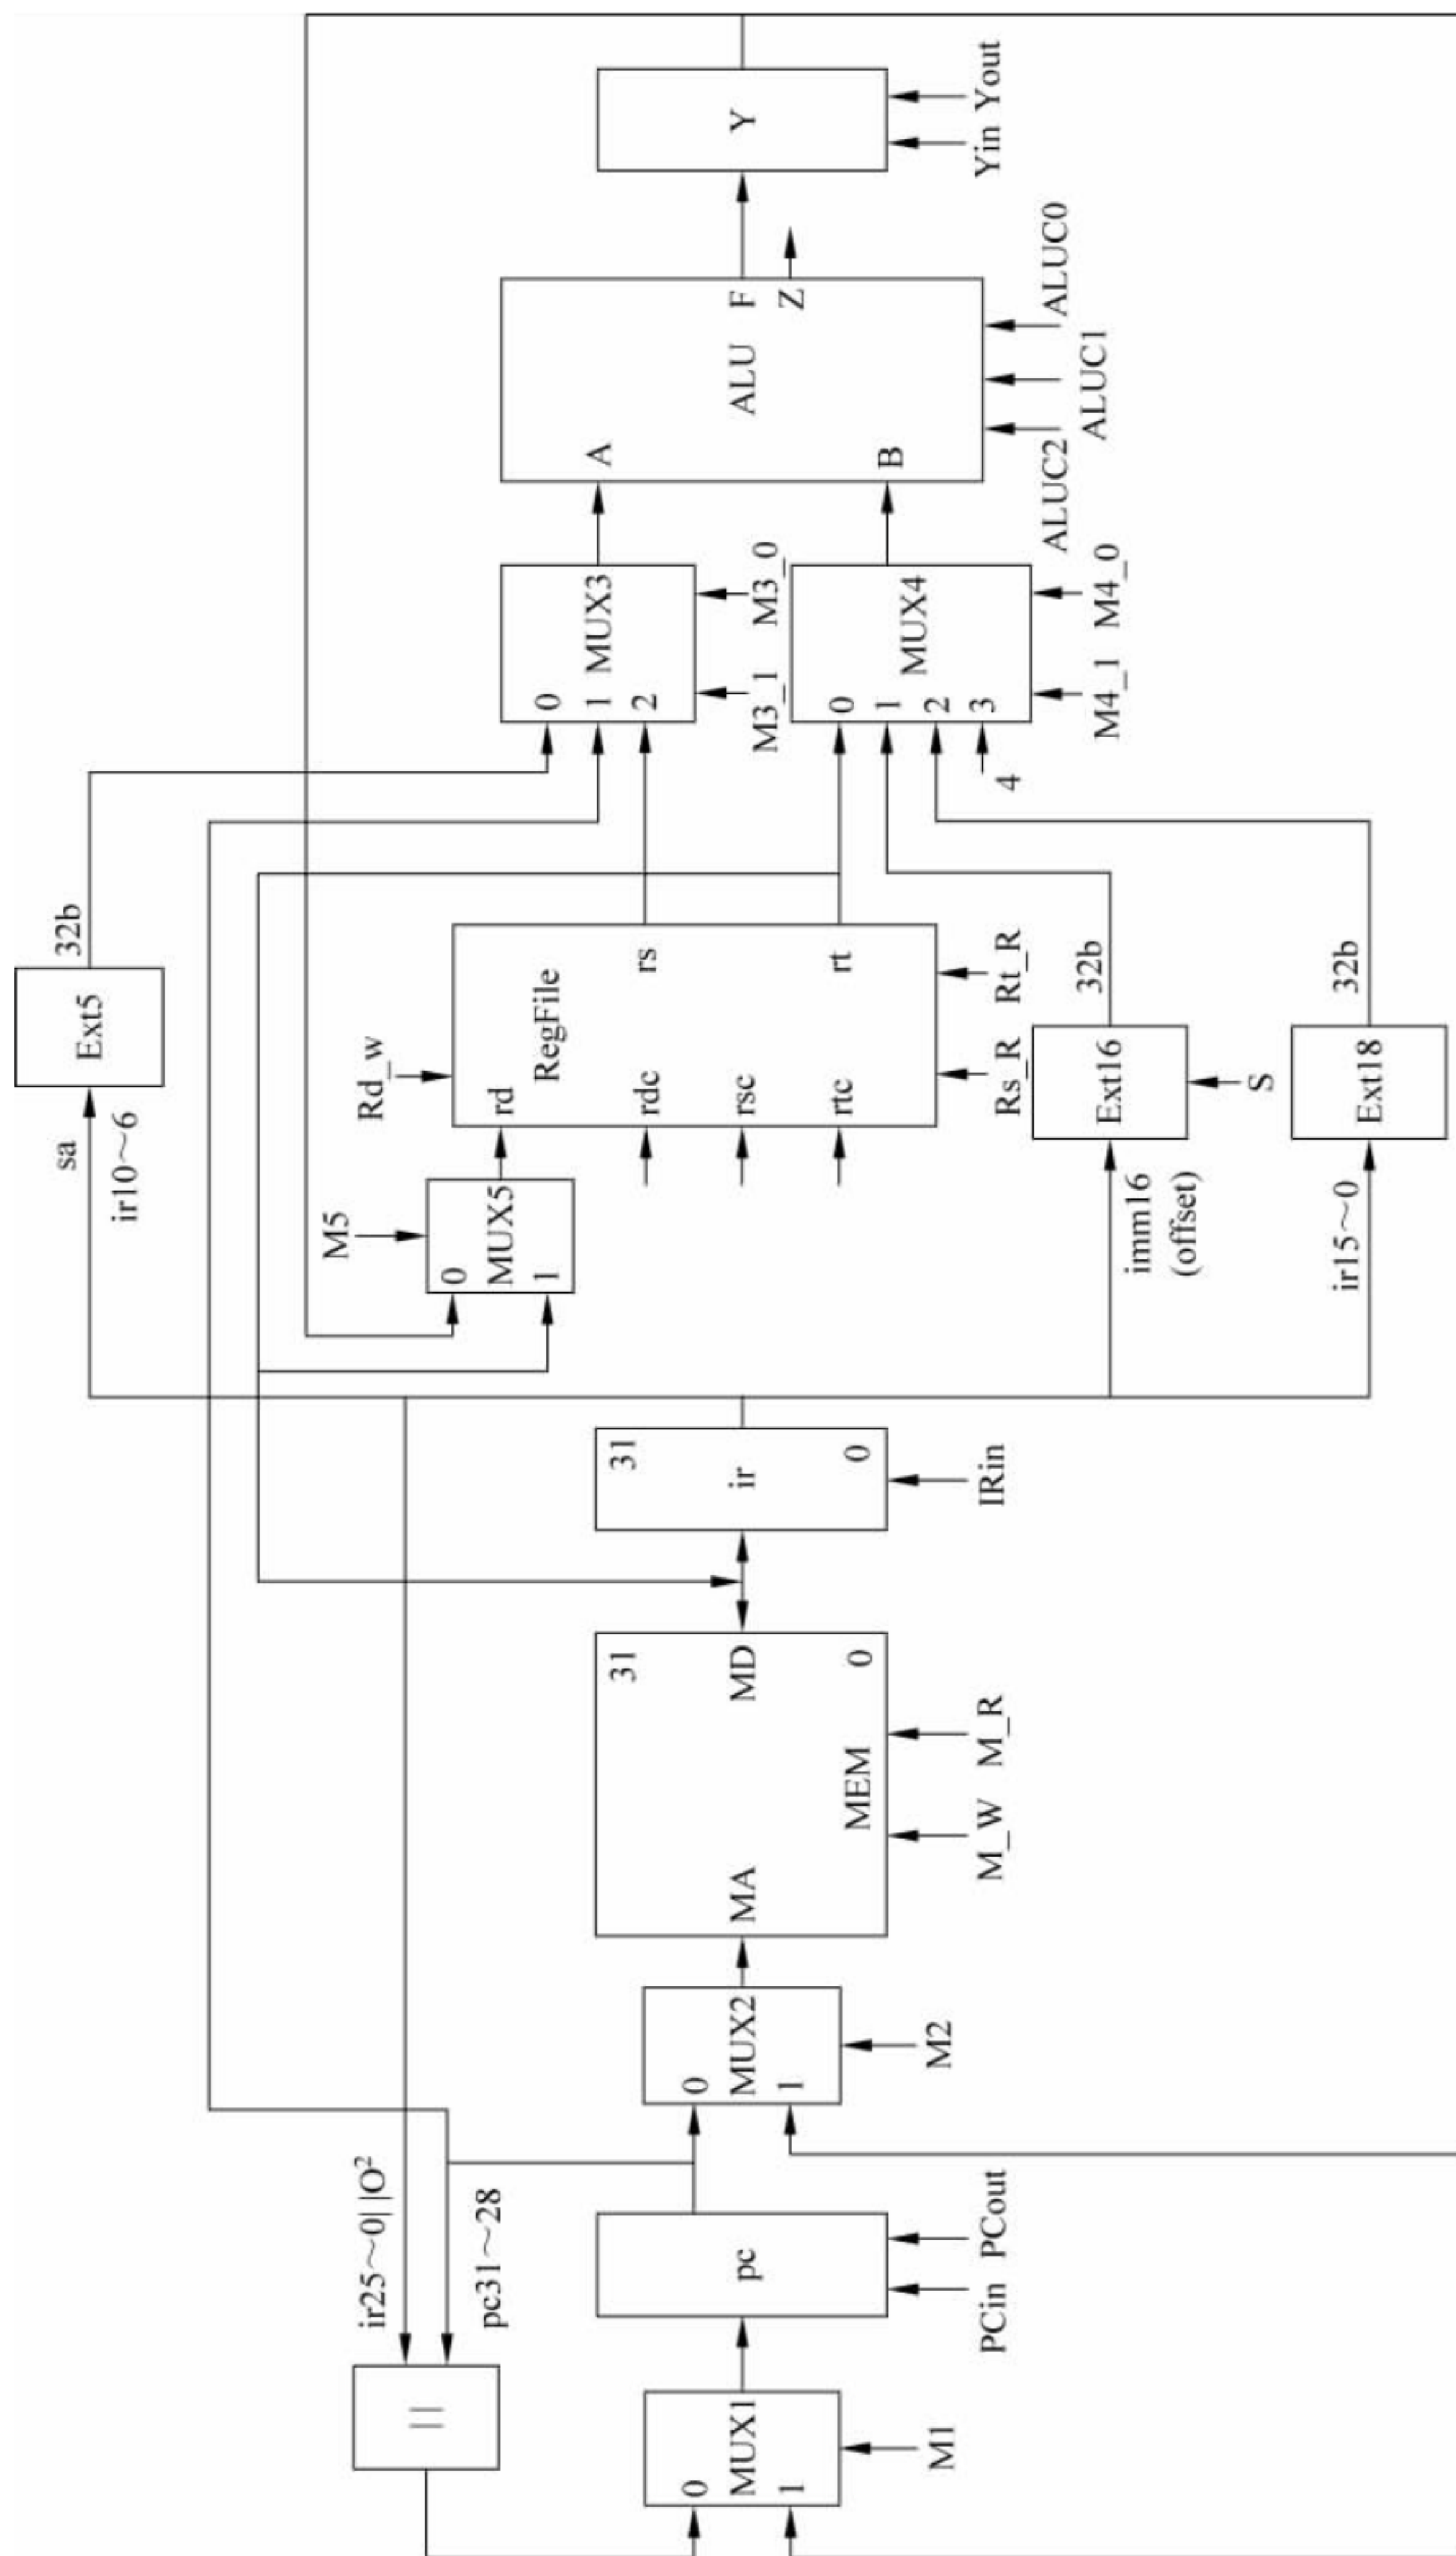 ||
ir25～0||O²
pc31～28
0
MUX1
1
M1
pc
PCin
PCout
0
MUX2
1
M2
MA
MEM
31
MD
0
M_W
M_R
31
ir
0
IRin
sa
ir10～6
Ext5
32b
M5
0
MUX5
1
Rd_w
rd
RegFile
rdc
rsc
rtc
rs
rt
Rs_R
Rt_R
imm16
(offset)
Ext16
S
32b
ir15～0
Ext18
32b
0
1
2
MUX3
M3_1
M3_0
0
1
2
3
4
MUX4
M4_1
M4_0
A
B
ALU
F
Z
ALUC2
ALUC1
ALUC0
Y
Yin
Yout